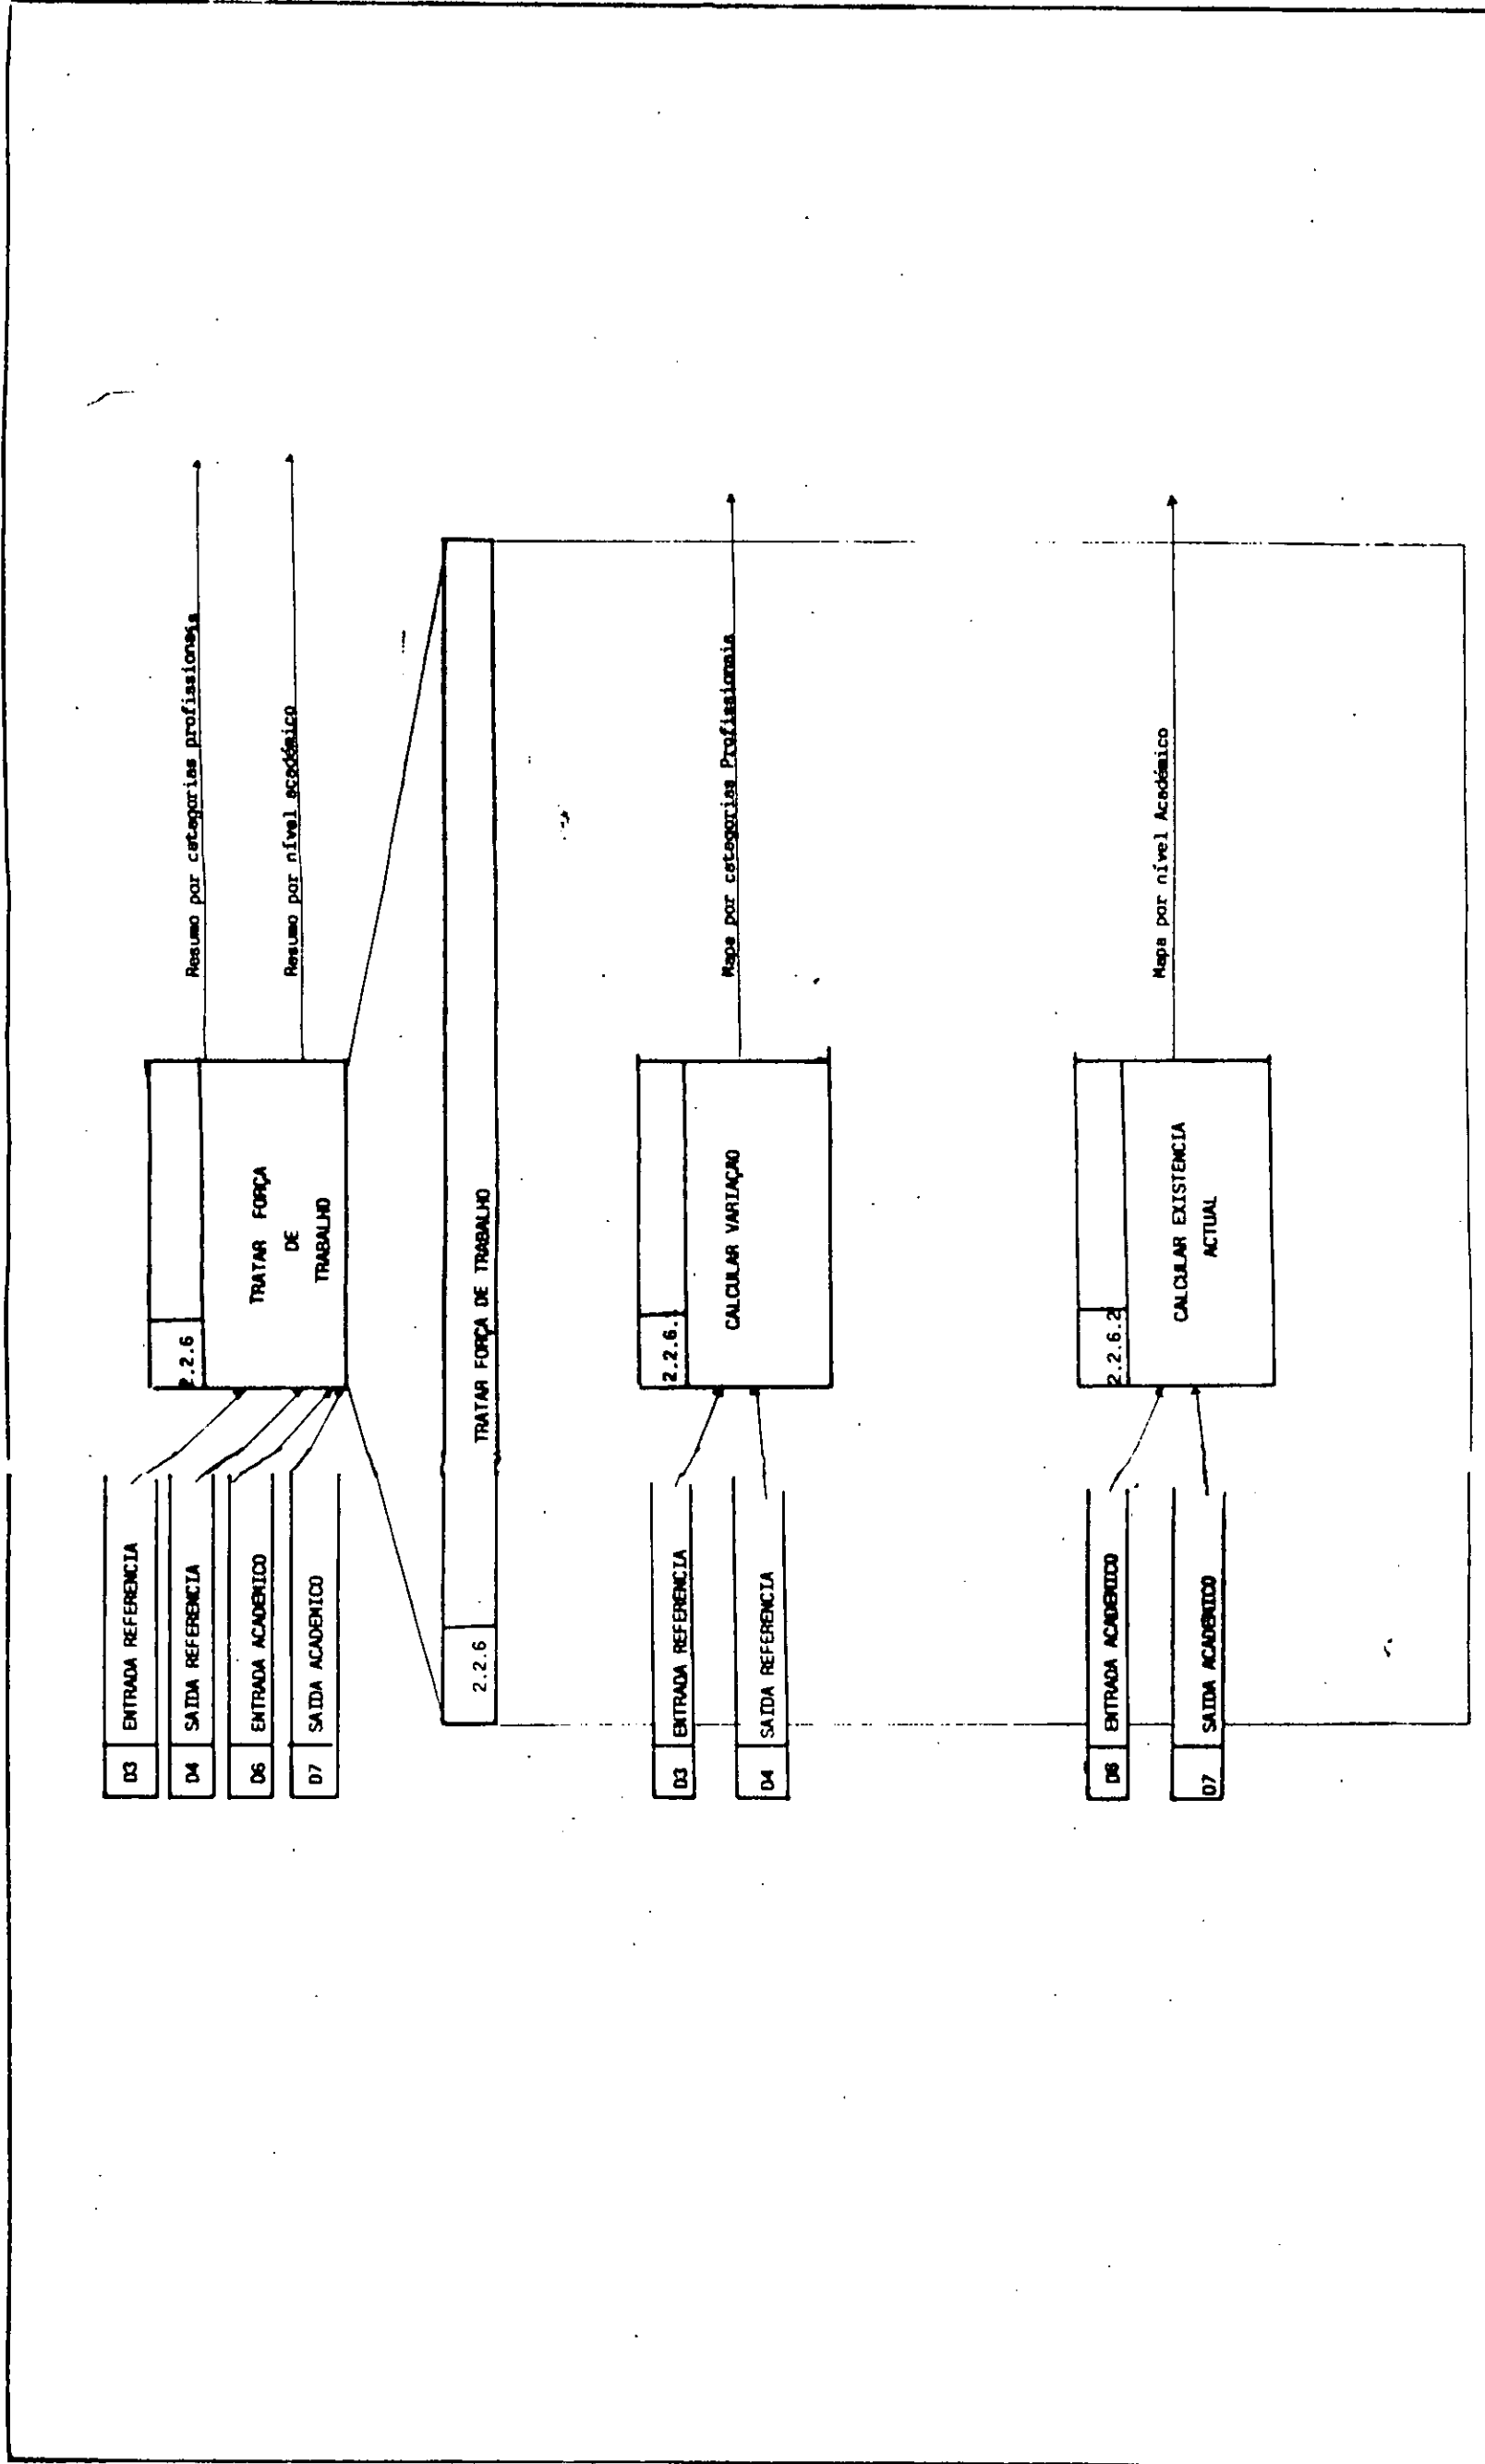 D3 ENTRADA REFERENCIA
D4 SAIDA REFERENCIA
D6 ENTRADA ACADEMICO
D7 SAIDA ACADEMICO
2.2.6
TRATAR FORÇA
DE
TRABALHO
Resumo por categorias profissionais
Resumo por nível académico
2.2.6 TRATAR FORÇA DE TRABALHO
D3 ENTRADA REFERENCIA
D4 SAIDA REFERENCIA
2.2.6.
CALCULAR VARIAÇAO
Mapa por categorias Profissionais
D6 ENTRADA ACADEMICO
D7 SAIDA ACADEMICO
2.2.6.2
CALCULAR EXISTENCIA
ACTUAL
Mapa por nível Académico